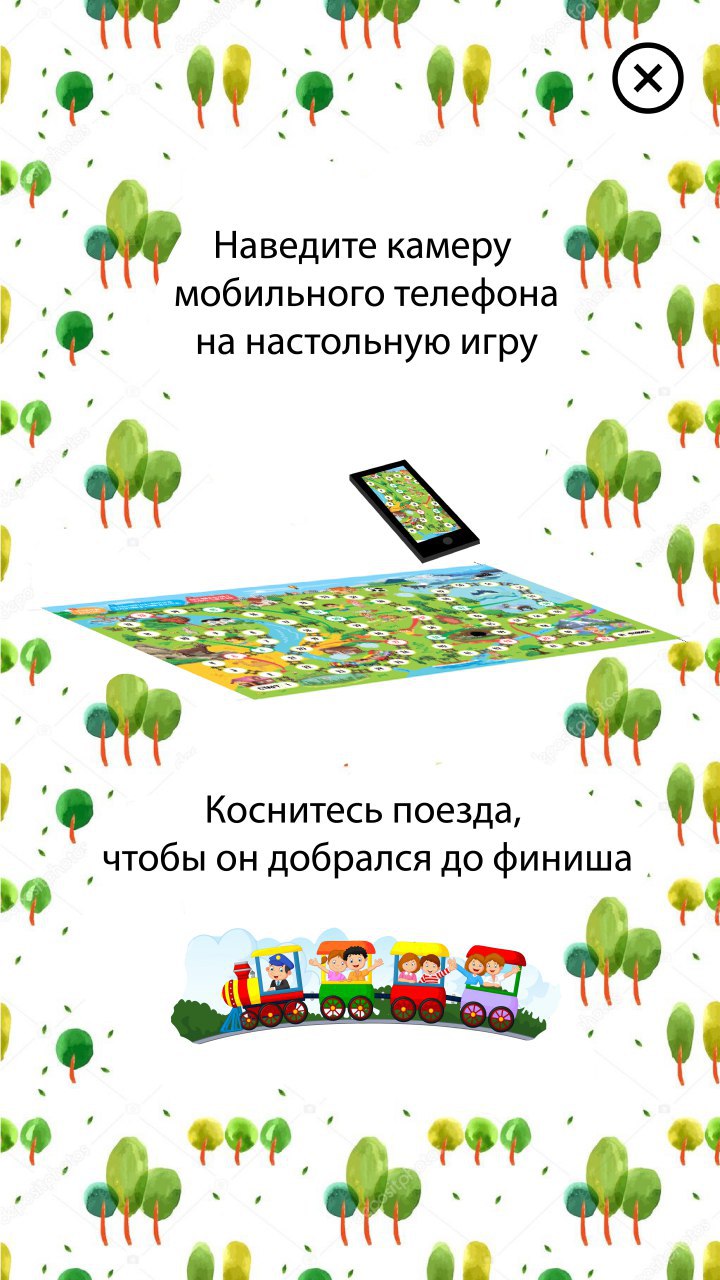 Наведите камеру
мобильного телефона
на настольную игру
Коснитесь поезда,
чтобы он добрался до финиша